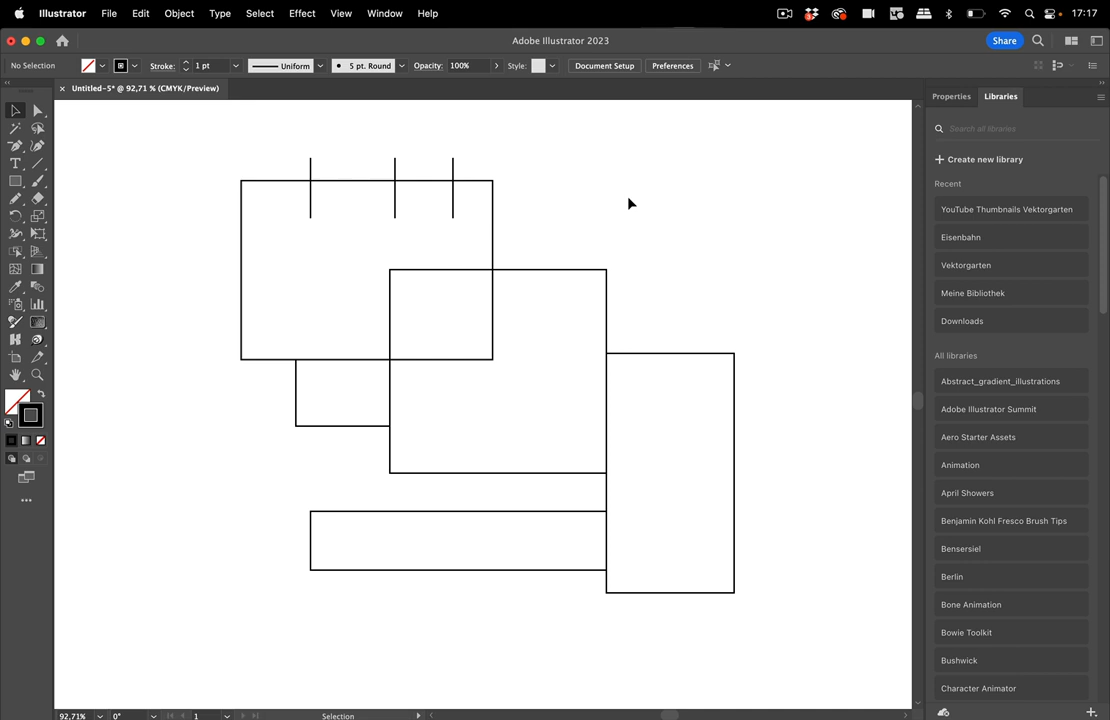 Illustrator File Edit Object Type Select Effect View Window Help
3
17:17
Adobe Illustrator 2023
Share
No Selection
Stroke:
1 pt
Uniform
5 pt. Round
Opacity:
100%
Style:
Document Setup
Preferences
Untitled-5* @ 92,71 % (CMYK/Preview)
Properties
Libraries
Search all libraries
Create new library
Recent
YouTube Thumbnails Vektorgarten
Eisenbahn
Vektorgarten
Meine Bibliothek
Downloads
All libraries
Abstract_gradient_illustrations
Adobe Illustrator Summit
Aero Starter Assets
Animation
April Showers
Benjamin Kohl Fresco Brush Tips
Bensersiel
Berlin
Bone Animation
Bowie Toolkit
Bushwick
Character Animator
92,71%
0°
1
Selection